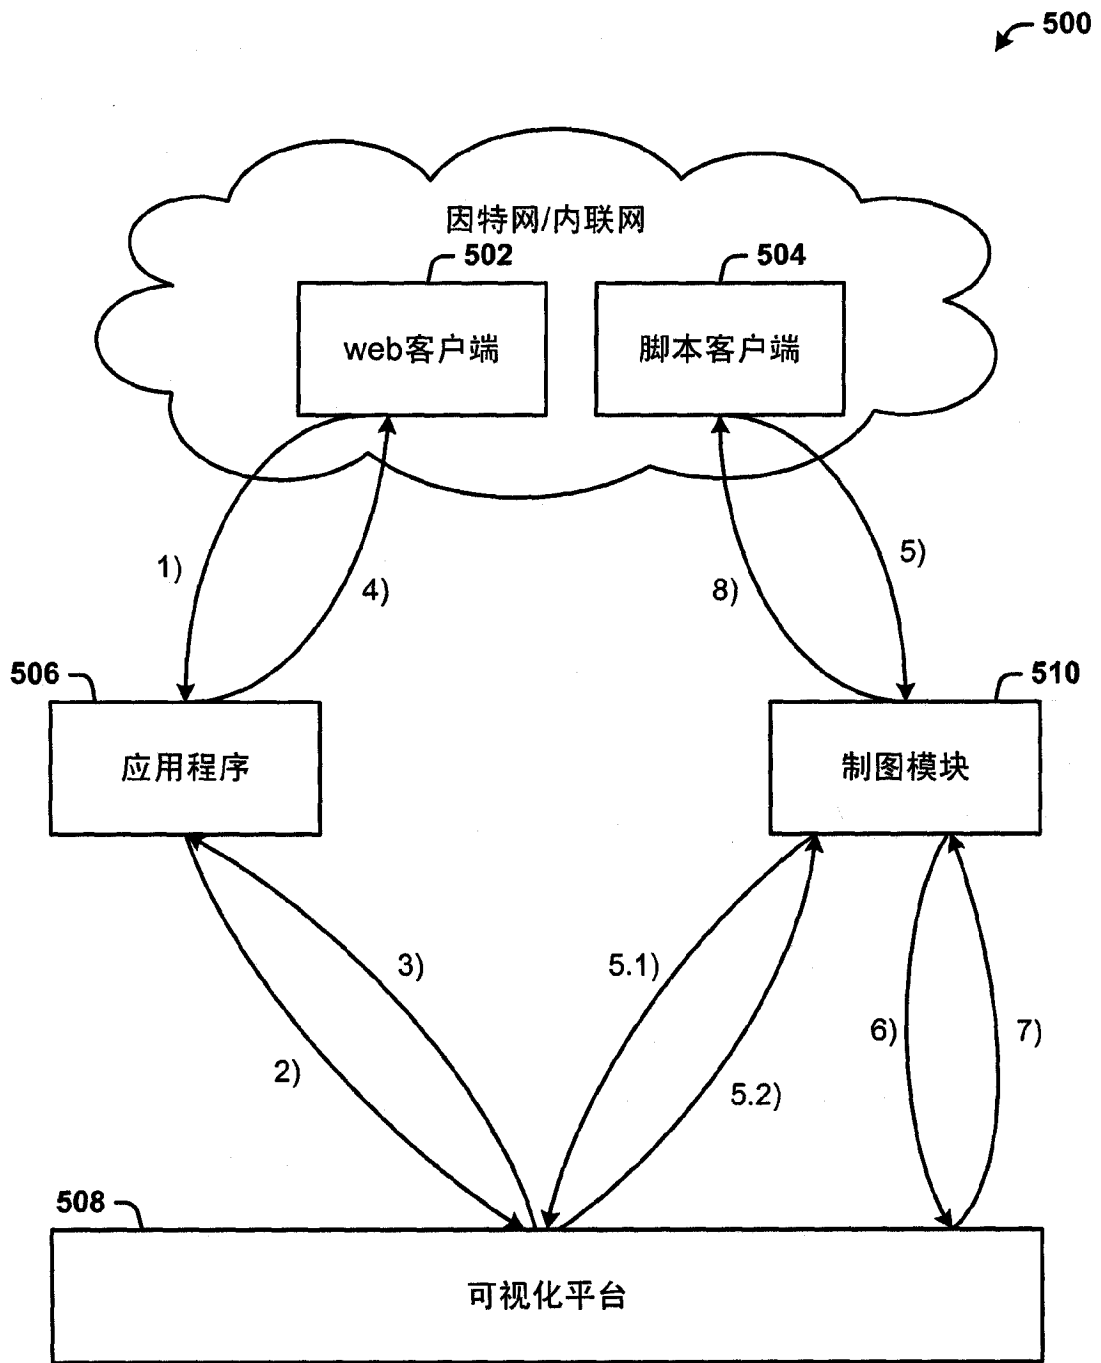 500
因特网/内联网
502
504
web客户端
脚本客户端
1)
4)
8)
5)
506
510
应用程序
制图模块
3)
5.1)
2)
5.2)
6)
7)
508
可视化平台